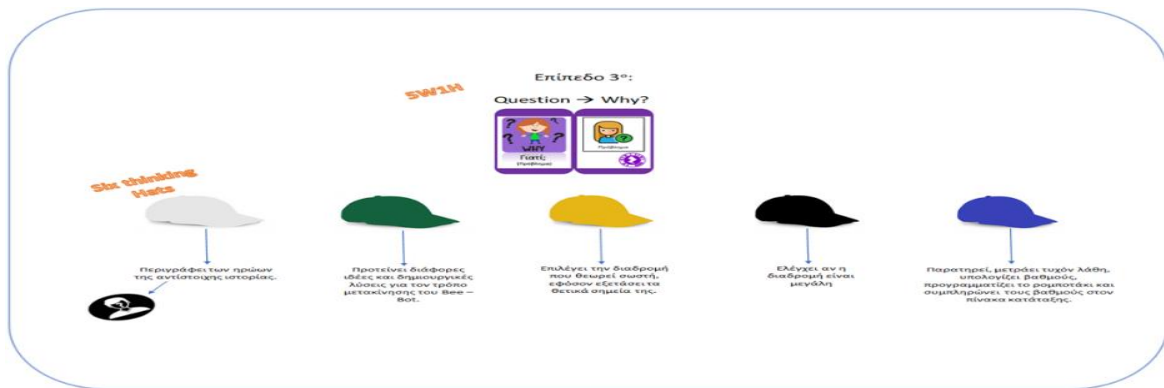 Επίπεδο 3ο:
5W1H
Question → Why?
WHY
Γιατί;
(Πρόβλημα)
Πρόβλημα
Six thinking
Hats
Περιγράφει των ηρώων
της αντίστοιχης ιστορίας.
Προτείνει διάφορες
ιδέες και δημιουργικές
λύσεις για τον τρόπο
μετακίνησης του Bee –
Bot.
Επιλέγει την διαδρομή
που θεωρεί σωστή,
εφόσον εξετάσει τα
θετικά σημεία της.
Ελέγχει αν η
διαδρομή είναι
μεγάλη
Παρατηρεί, μετράει τυχόν λάθη,
υπολογίζει βαθμούς,
προγραμματίζει το ρομποτάκι και
συμπληρώνει τους βαθμούς στον
πίνακα κατάταξης.